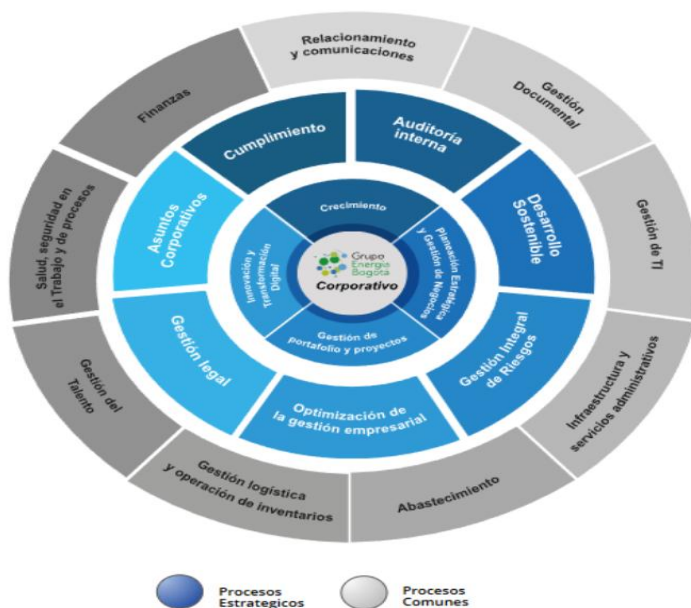 Relacionamiento
y comunicaciones
Gestión
Documental
Gestión de TI
Infraestructura y
servicios administrativos
Abastecimiento
Gestión logística
y operación de inventarios
Gestión del
Talento
Salud, seguridad en
el Trabajo y de procesos
Finanzas
Cumplimiento
Auditoría
interna
Desarrollo
Sostenible
Gestión Integral
de Riesgos
Optimización de
la gestión empresarial
Gestión legal
Asuntos
Corporativos
Crecimiento
Planeación Estratégica
y Gestión de Negocios
Gestión de
portafolio y proyectos
Innovación y
Transformación
Digital
Grupo
Energía
Bogotá
Corporativo
Procesos
Estrategicos
Procesos
Comunes